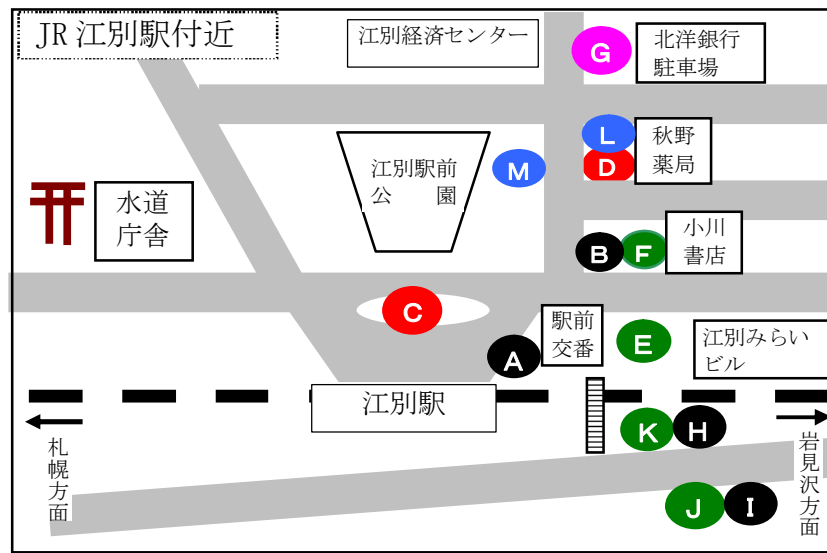 JR 江別駅付近
江別経済センター
G
北洋銀行
駐車場
L
秋野
薬局
D
江別駅前
公　園
M
水道
庁舎
小川
書店
B
F
C
駅前
交番
E
江別みらい
ビル
A
江別駅
K
H
札幌方面
岩見沢方面
J
I